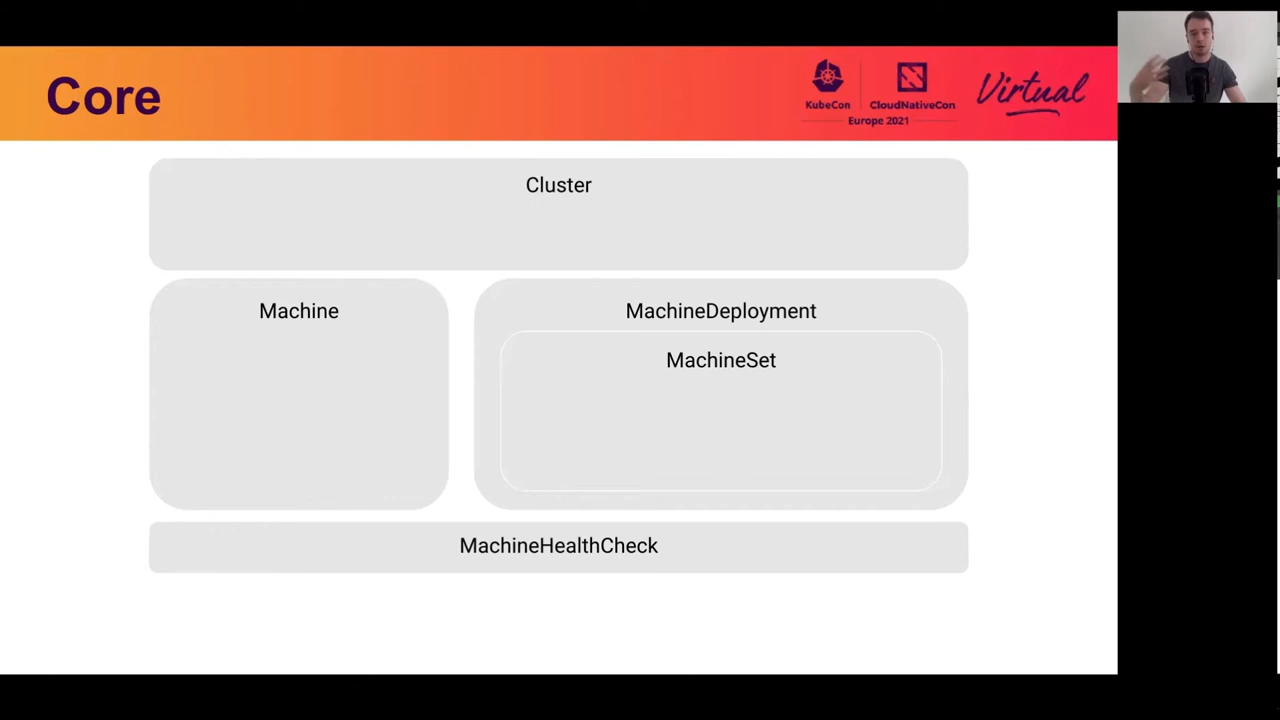 Core
KubeCon
CloudNativeCon
Europe 2021
Virtual
Cluster
Machine
MachineDeployment
MachineSet
MachineHealthCheck